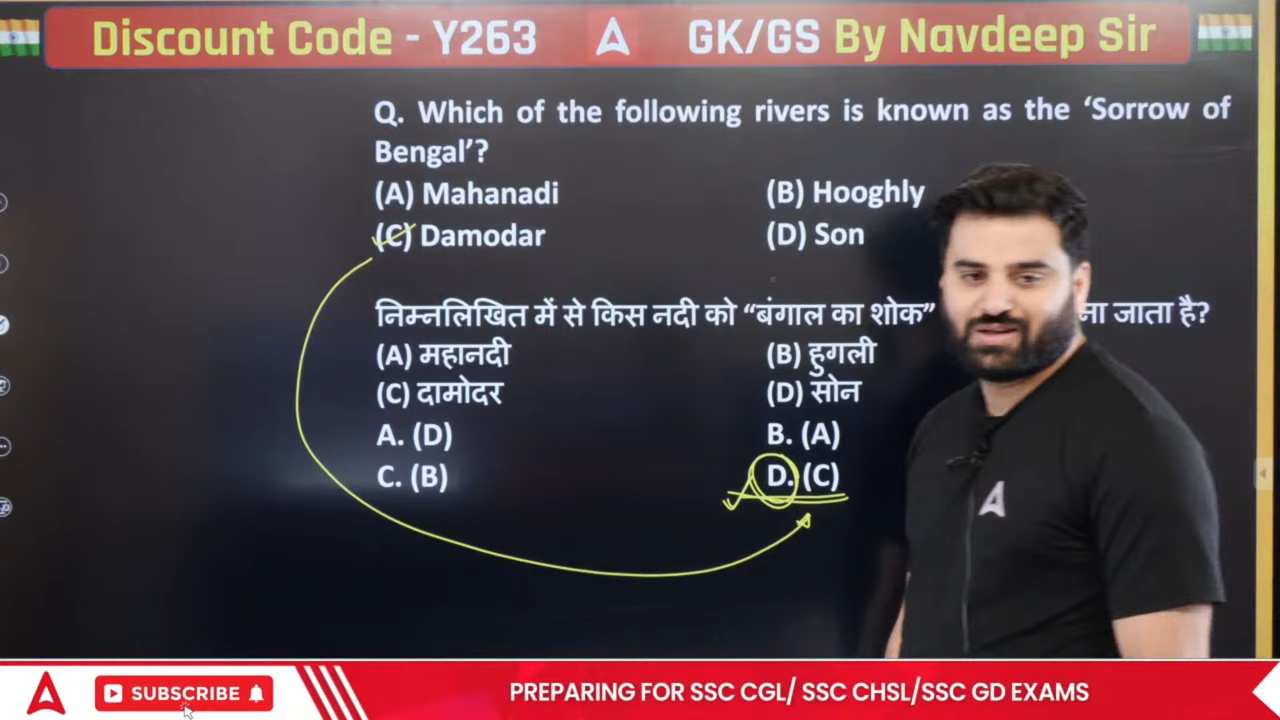 Discount Code - Y263 GK/GS By Navdeep Sir
Q. Which of the following rivers is known as the ‘Sorrow of
Bengal’?
(A) Mahanadi (B) Hooghly
(C) Damodar (D) Son
निम्नलिखित में से किस नदी को “बंगाल का शोक” ना जाता है?
(A) महानदी (B) हुगली
(C) दामोदर (D) सोन
A. (D) B. (A)
C. (B) D. (C)
SUBSCRIBE PREPARING FOR SSC CGL/ SSC CHSL/SSC GD EXAMS